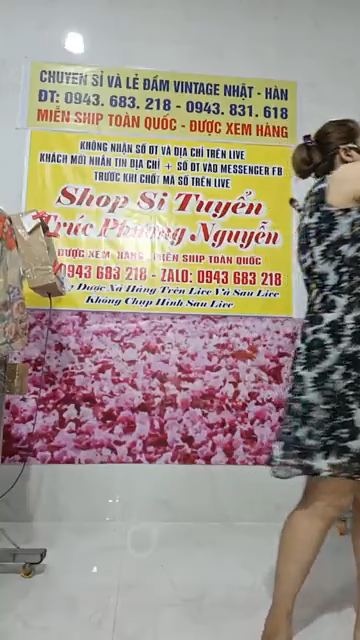 CHUYÊN SỈ VÀ LẺ ĐẦM VINTAGE NHẬT - HÀN
ĐT: 0943. 683. 218 - 0943. 831. 618
MIỄN SHIP TOÀN QUỐC - ĐƯỢC XEM HÀNG
KHÔNG NHẬN SỐ ĐT VÀ ĐỊA CHỈ TRÊN LIVE
KHÁCH MỚI NHẮN TIN ĐỊA CHỈ + SỐ ĐT VÀO MESSENGER FB
TRƯỚC KHI CHỐT MÃ SỐ TRÊN LIVE
Shop Sỉ Tuyển
Trúc Phương Nguyễn
ĐƯỢC XEM HÀNG MIỄN SHIP TOÀN QUỐC
0943 683 218 - ZALO: 0943 683 218
Được Xả Hàng Trên Live Và Sau Live
Không Chụp Hình Sau Live